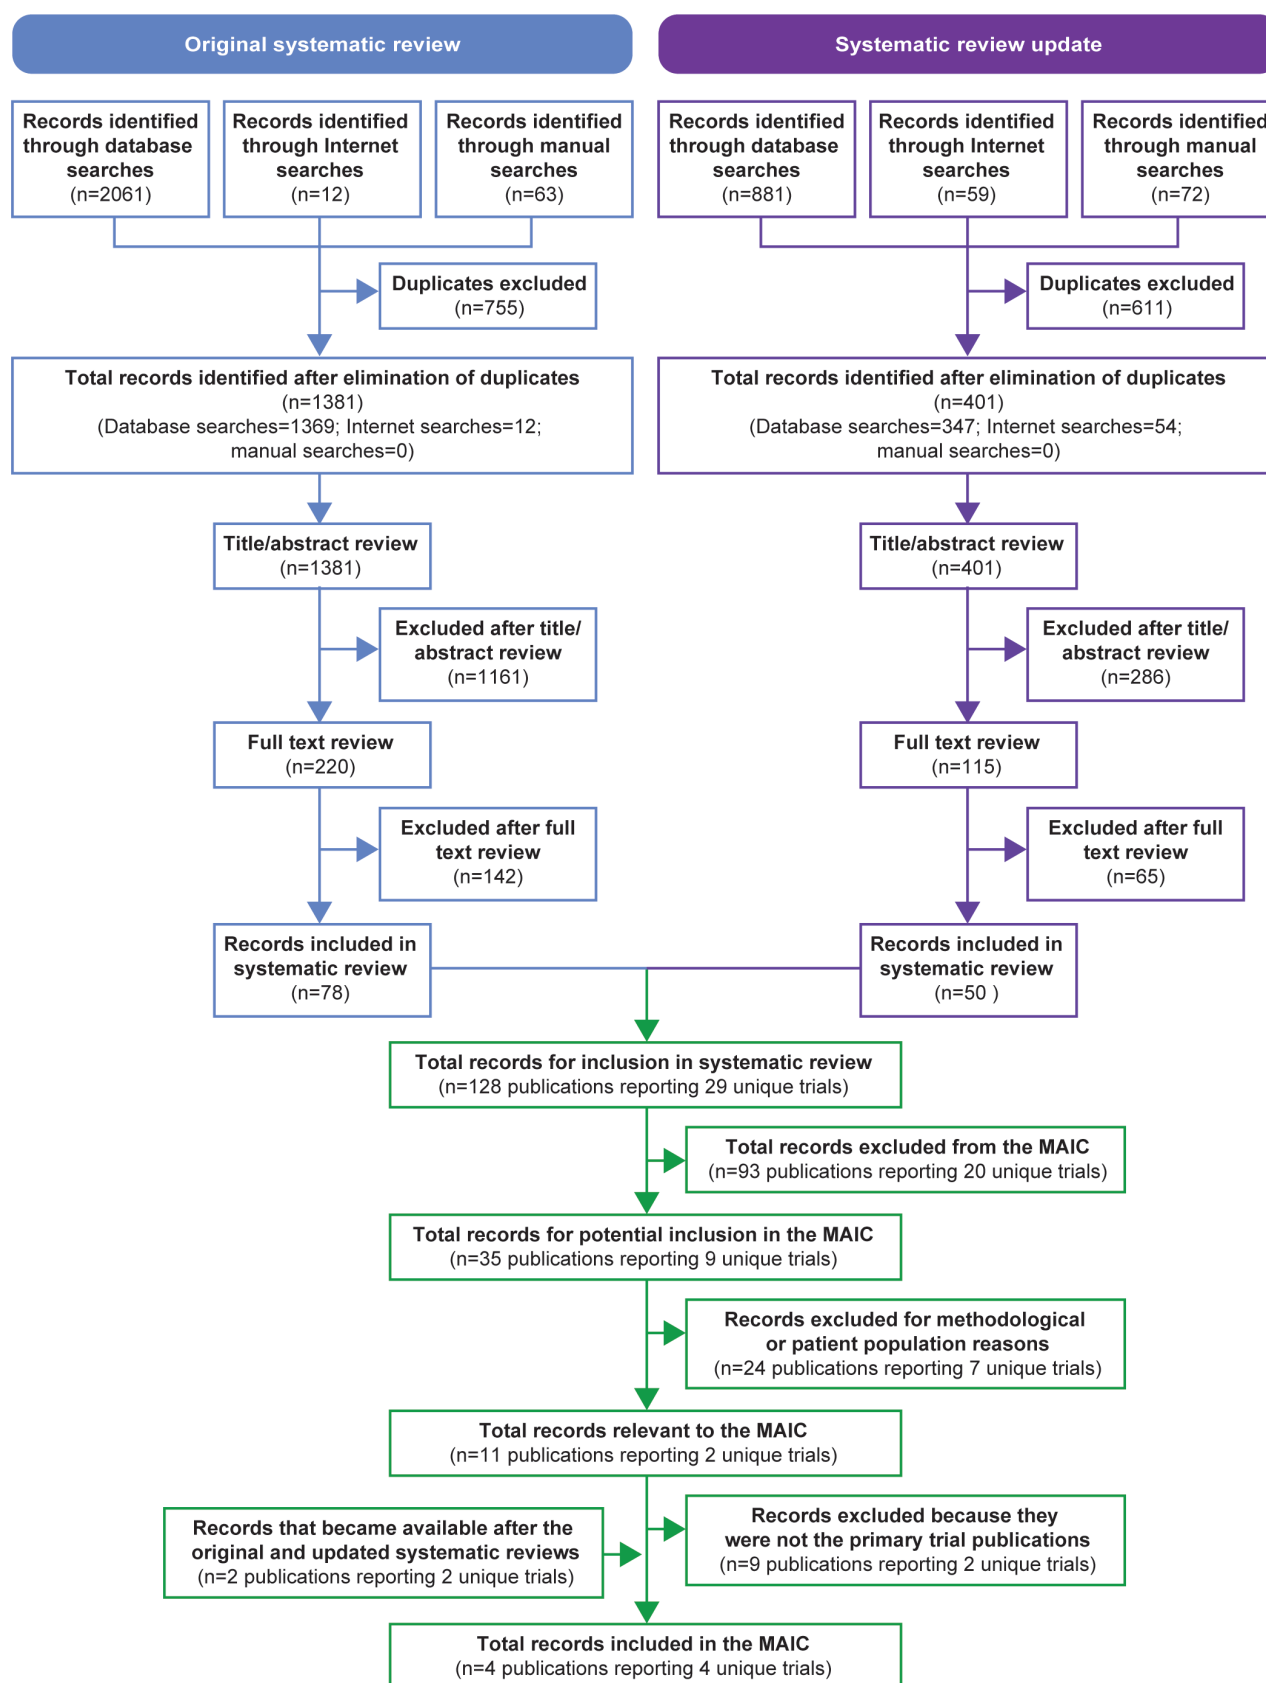 Original systematic review
Systematic review update
Records identified
through database
searches
(n=2061)
Records identified
through Internet
searches
(n=12)
Records identified
through manual
searches
(n=63)
Records identified
through database
searches
(n=881)
Records identified
through Internet
searches
(n=59)
Records identified
through manual
searches
(n=72)
Duplicates excluded
(n=755)
Duplicates excluded
(n=611)
Total records identified after elimination of duplicates
(n=1381)
(Database searches=1369; Internet searches=12;
manual searches=0)
Total records identified after elimination of duplicates
(n=401)
(Database searches=347; Internet searches=54;
manual searches=0)
Title/abstract review
(n=1381)
Title/abstract review
(n=401)
Excluded after title/
abstract review
(n=1161)
Excluded after title/
abstract review
(n=286)
Full text review
(n=220)
Full text review
(n=115)
Excluded after full
text review
(n=142)
Excluded after full
text review
(n=65)
Records included in
systematic review
(n=78)
Records included in
systematic review
(n=50 )
Total records for inclusion in systematic review
(n=128 publications reporting 29 unique trials)
Total records excluded from the MAIC
(n=93 publications reporting 20 unique trials)
Total records for potential inclusion in the MAIC
(n=35 publications reporting 9 unique trials)
Records excluded for methodological
or patient population reasons
(n=24 publications reporting 7 unique trials)
Total records relevant to the MAIC
(n=11 publications reporting 2 unique trials)
Records that became available after the
original and updated systematic reviews
(n=2 publications reporting 2 unique trials)
Records excluded because they
were not the primary trial publications
(n=9 publications reporting 2 unique trials)
Total records included in the MAIC
(n=4 publications reporting 4 unique trials)